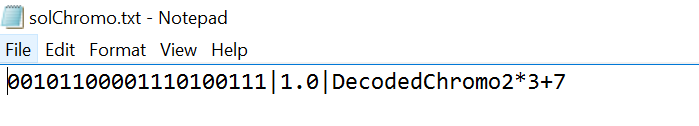 solChromo.txt - Notepad
File Edit Format View Help
00101100001110100111|1.0|DecodedChromo2*3+7